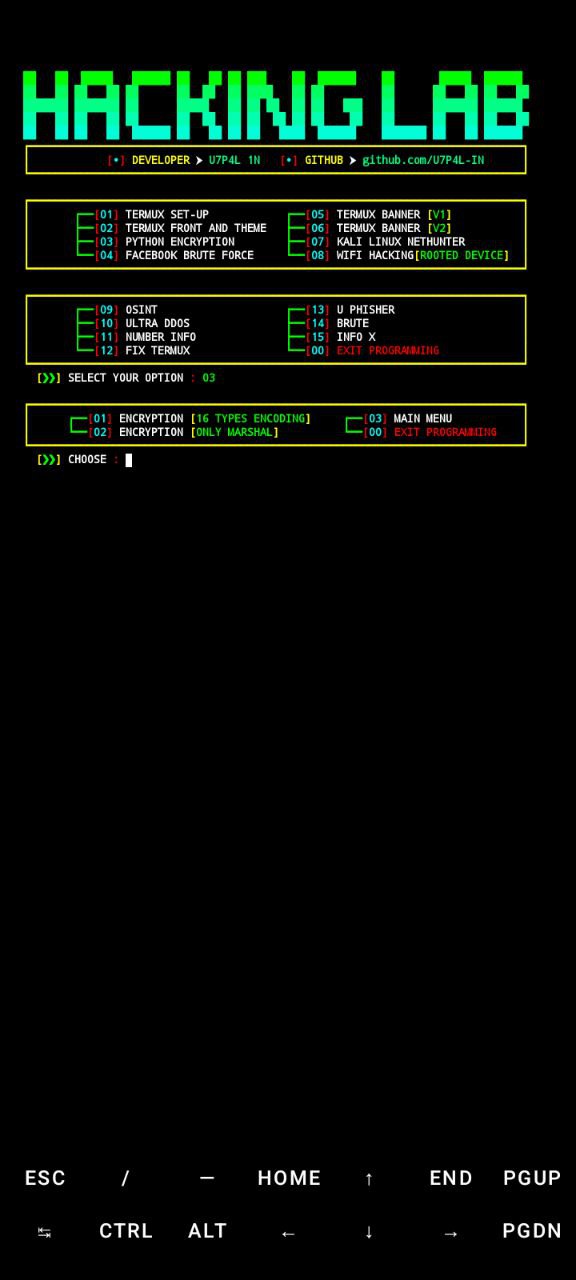 HACKING LAB
[•] DEVELOPER ➤ U7P4L 1N [•] GITHUB ➤ github.com/U7P4L-IN
[01] TERMUX SET-UP [05] TERMUX BANNER [V1]
[02] TERMUX FRONT AND THEME [06] TERMUX BANNER [V2]
[03] PYTHON ENCRYPTION [07] KALI LINUX NETHUNTER
[04] FACEBOOK BRUTE FORCE [08] WIFI HACKING[ROOTED DEVICE]
[09] OSINT [13] U PHISHER
[10] ULTRA DDOS [14] BRUTE
[11] NUMBER INFO [15] INFO X
[12] FIX TERMUX [00] EXIT PROGRAMMING
[❯❯] SELECT YOUR OPTION : 03
[01] ENCRYPTION [16 TYPES ENCODING] [03] MAIN MENU
[02] ENCRYPTION [ONLY MARSHAL] [00] EXIT PROGRAMMING
[❯❯] CHOOSE :
ESC / — HOME ↑ END PGUP
↹ CTRL ALT ← ↓ → PGDN